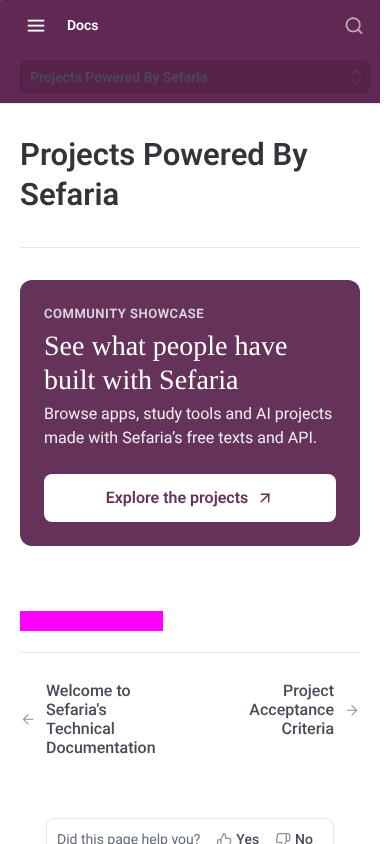 Docs
Projects Powered By Sefaria
Projects Powered By
Sefaria
COMMUNITY SHOWCASE
See what people have
built with Sefaria
Browse apps, study tools and AI projects
made with Sefaria’s free texts and API.
Explore the projects
Welcome to
Sefaria's
Technical
Documentation
Project
Acceptance
Criteria
Did this page help you? Yes No